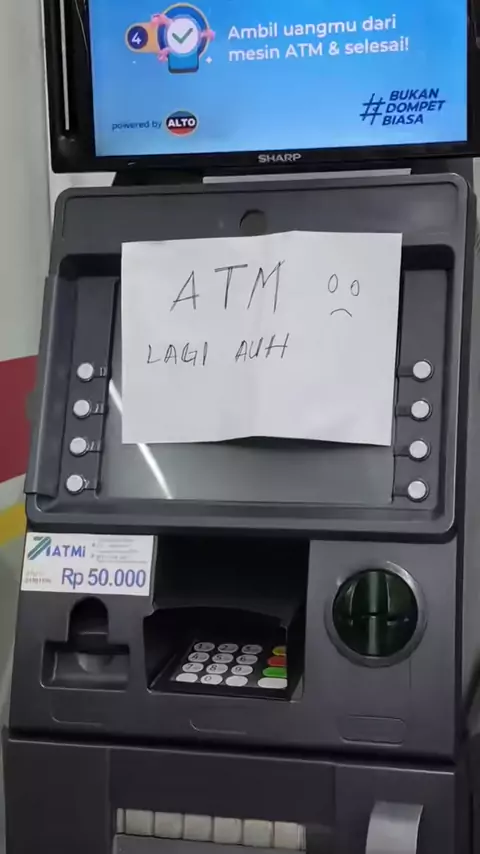 4 Ambil uangmu dari
mesin ATM & selesai!
powered by ALTO
#BUKAN
DOMPET
BIASA
SHARP
ATM
LAGI AUH
ATMi
Rp 50.000